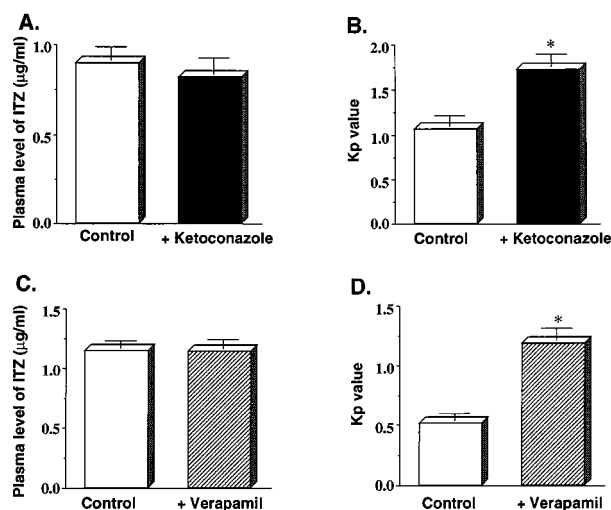 A.
Plasma level of ITZ (μg/ml)
1.0
0.5
0.0
Control
+ Ketoconazole
B.
Kp value
2.0
1.5
1.0
0.5
0.0
*
Control
+ Ketoconazole
C.
Plasma level of ITZ (μg/ml)
1.5
1.0
0.5
0.0
Control
+ Verapamil
D.
Kp value
1.5
1.0
0.5
0.0
*
Control
+ Verapamil